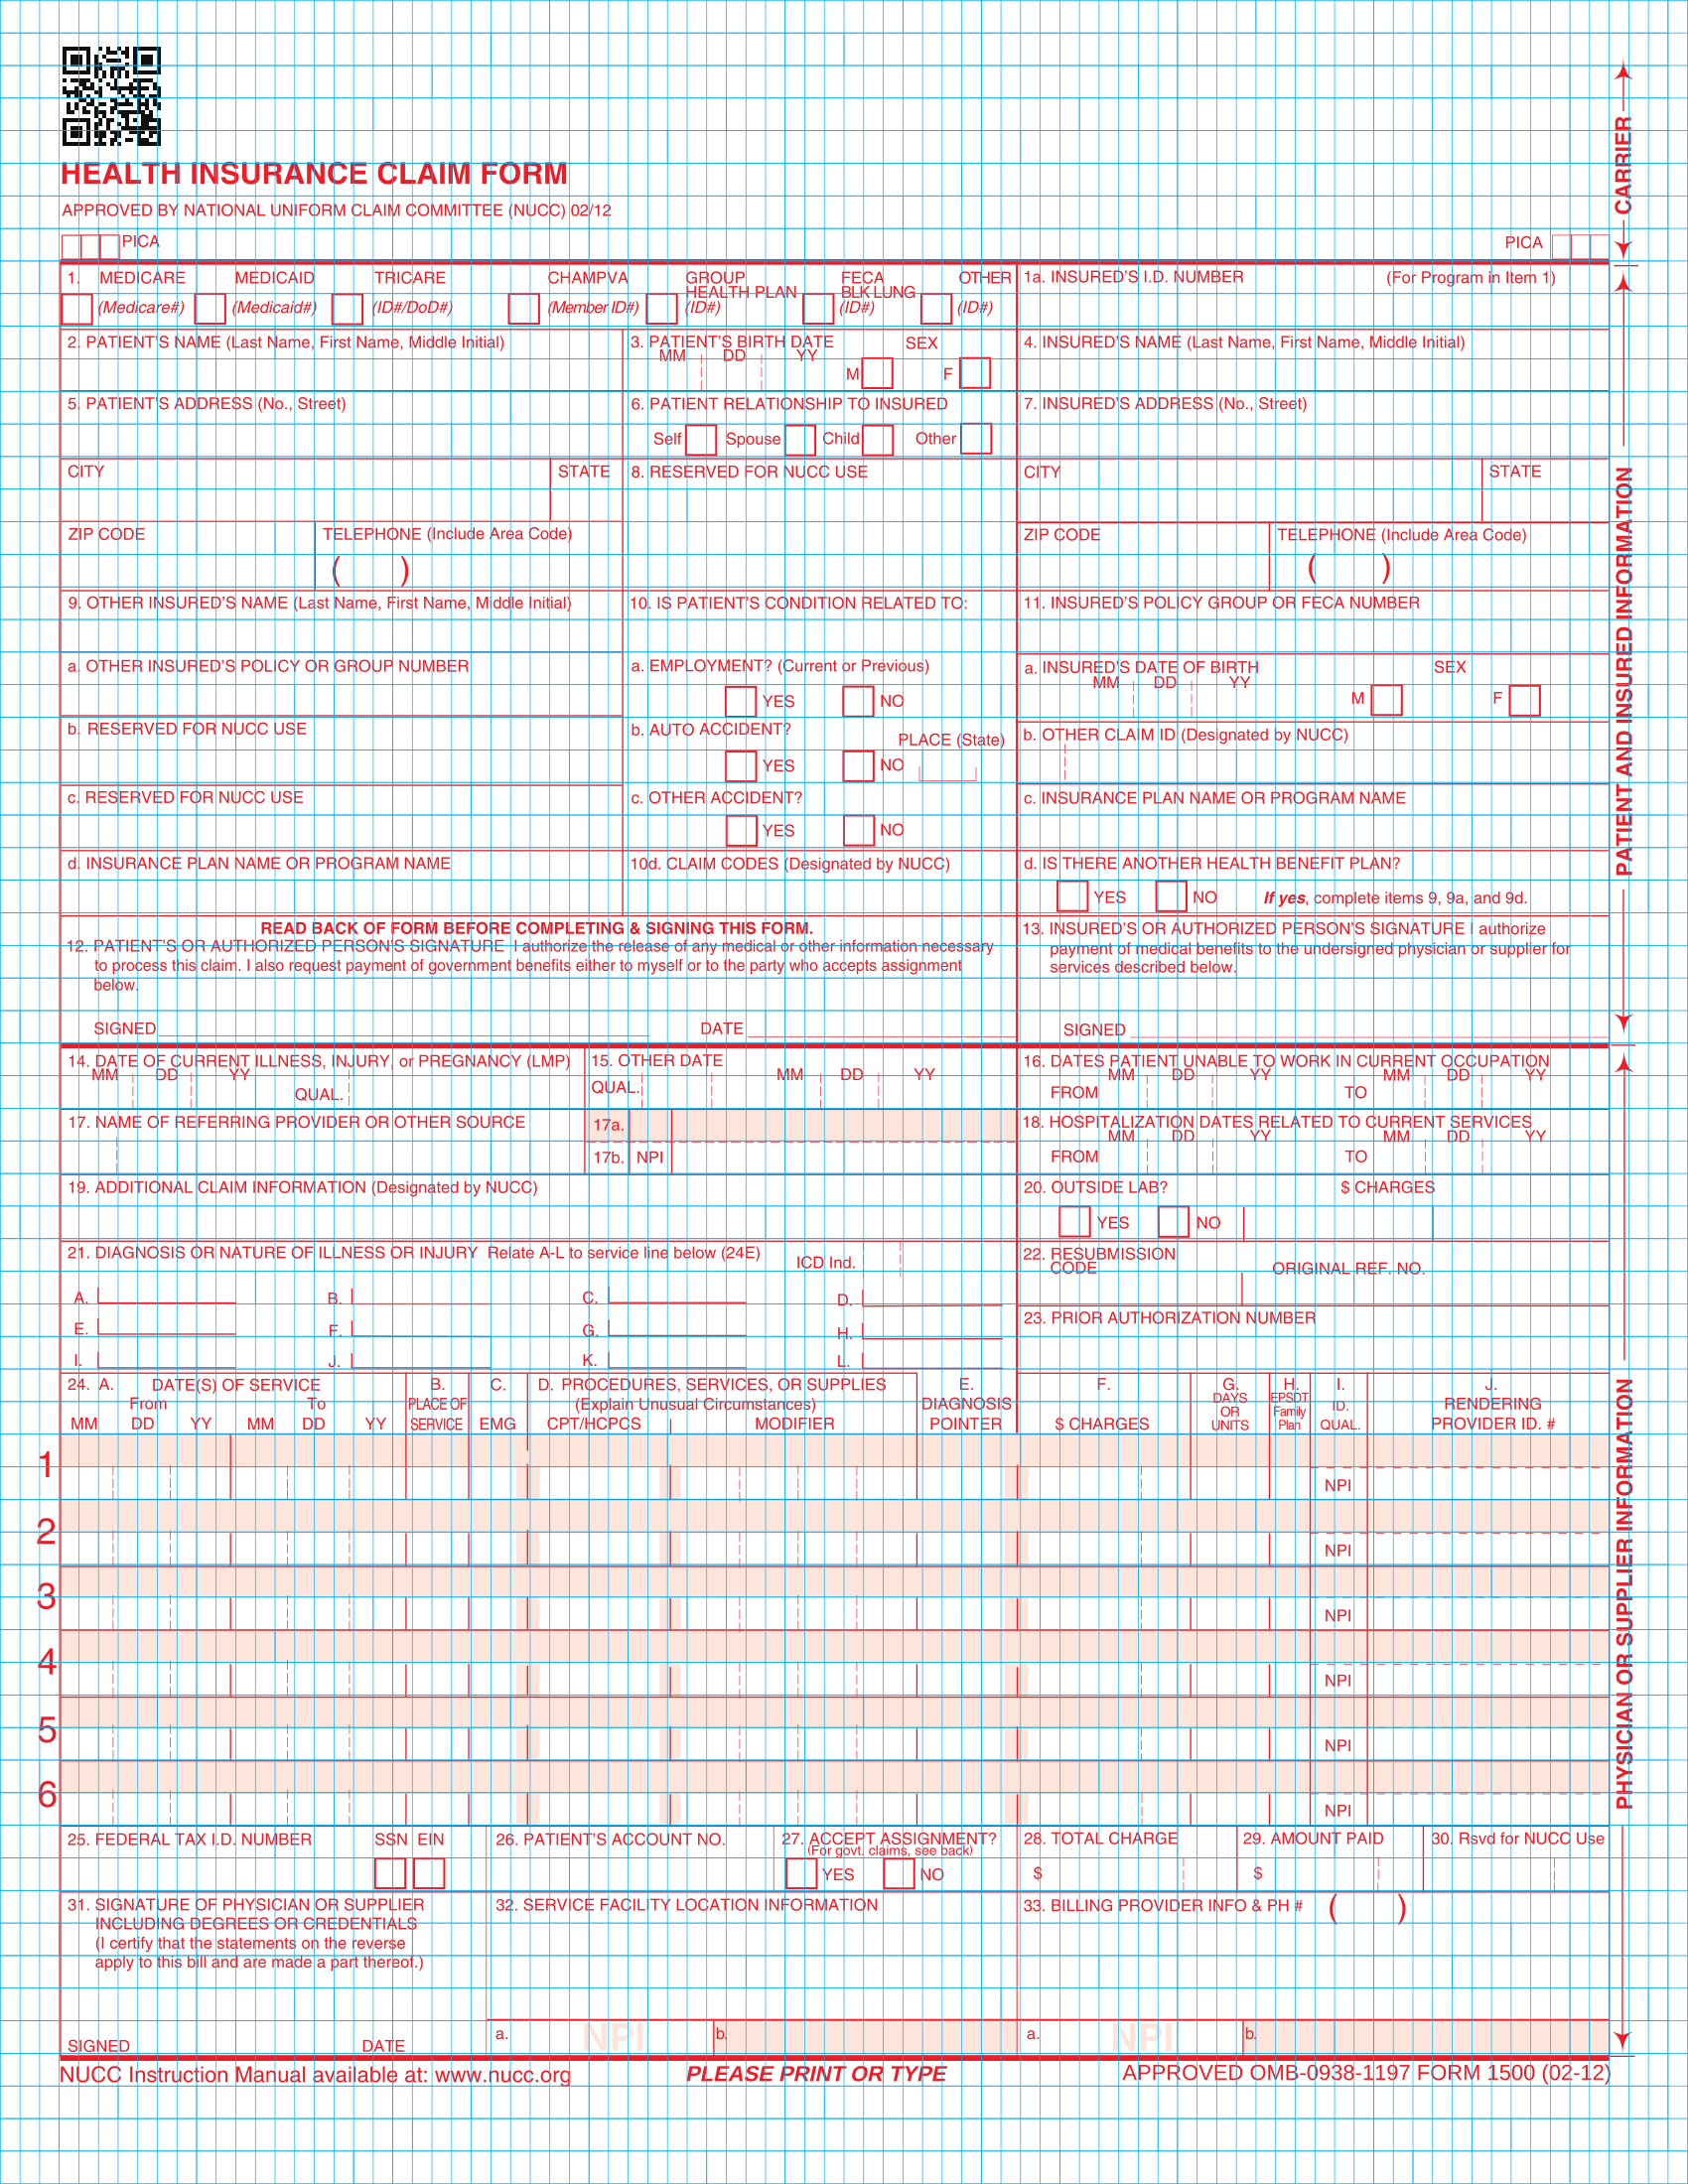 HEALTH INSURANCE CLAIM FORM
APPROVED BY NATIONAL UNIFORM CLAIM COMMITTEE (NUCC) 02/12
PICA
PICA
CARRIER
1. MEDICARE MEDICAID TRICARE CHAMPVA GROUP HEALTH PLAN FECA BLK LUNG OTHER
(Medicare#) (Medicaid#) (ID#/DoD#) (Member ID#) (ID#) (ID#) (ID#)
1a. INSURED'S I.D. NUMBER (For Program in Item 1)
2. PATIENT'S NAME (Last Name, First Name, Middle Initial)
3. PATIENT'S BIRTH DATE SEX
MM DD YY M F
4. INSURED'S NAME (Last Name, First Name, Middle Initial)
5. PATIENT'S ADDRESS (No., Street)
6. PATIENT RELATIONSHIP TO INSURED
Self Spouse Child Other
7. INSURED'S ADDRESS (No., Street)
CITY STATE
8. RESERVED FOR NUCC USE
CITY STATE
ZIP CODE TELEPHONE (Include Area Code)
( )
ZIP CODE TELEPHONE (Include Area Code)
( )
9. OTHER INSURED'S NAME (Last Name, First Name, Middle Initial)
10. IS PATIENT'S CONDITION RELATED TO:
11. INSURED'S POLICY GROUP OR FECA NUMBER
a. OTHER INSURED'S POLICY OR GROUP NUMBER
a. EMPLOYMENT? (Current or Previous)
YES NO
a. INSURED'S DATE OF BIRTH SEX
MM DD YY M F
b. RESERVED FOR NUCC USE
b. AUTO ACCIDENT? PLACE (State)
YES NO
b. OTHER CLAIM ID (Designated by NUCC)
c. RESERVED FOR NUCC USE
c. OTHER ACCIDENT?
YES NO
c. INSURANCE PLAN NAME OR PROGRAM NAME
d. INSURANCE PLAN NAME OR PROGRAM NAME
10d. CLAIM CODES (Designated by NUCC)
d. IS THERE ANOTHER HEALTH BENEFIT PLAN?
YES NO If yes, complete items 9, 9a, and 9d.
READ BACK OF FORM BEFORE COMPLETING & SIGNING THIS FORM.
12. PATIENT'S OR AUTHORIZED PERSON'S SIGNATURE I authorize the release of any medical or other information necessary
to process this claim. I also request payment of government benefits either to myself or to the party who accepts assignment
below.
SIGNED DATE
13. INSURED'S OR AUTHORIZED PERSON'S SIGNATURE I authorize
payment of medical benefits to the undersigned physician or supplier for
services described below.
SIGNED
PATIENT AND INSURED INFORMATION
14. DATE OF CURRENT ILLNESS, INJURY, or PREGNANCY (LMP)
MM DD YY QUAL.
15. OTHER DATE
QUAL. MM DD YY
16. DATES PATIENT UNABLE TO WORK IN CURRENT OCCUPATION
MM DD YY MM DD YY
FROM TO
17. NAME OF REFERRING PROVIDER OR OTHER SOURCE
17a.
17b. NPI
18. HOSPITALIZATION DATES RELATED TO CURRENT SERVICES
MM DD YY MM DD YY
FROM TO
19. ADDITIONAL CLAIM INFORMATION (Designated by NUCC)
20. OUTSIDE LAB? $ CHARGES
YES NO
21. DIAGNOSIS OR NATURE OF ILLNESS OR INJURY Relate A-L to service line below (24E)
ICD Ind.
A. B. C. D.
E. F. G. H.
I. J. K. L.
22. RESUBMISSION
CODE ORIGINAL REF. NO.
23. PRIOR AUTHORIZATION NUMBER
24. A. DATE(S) OF SERVICE B. C. D. PROCEDURES, SERVICES, OR SUPPLIES E. F. G. H. I. J.
From To PLACE OF (Explain Unusual Circumstances) DIAGNOSIS DAYS OR EPSDT Family ID. RENDERING
MM DD YY MM DD YY SERVICE EMG CPT/HCPCS MODIFIER POINTER $ CHARGES UNITS Plan QUAL. PROVIDER ID. #
1
NPI
2
NPI
3
NPI
4
NPI
5
NPI
6
NPI
25. FEDERAL TAX I.D. NUMBER SSN EIN
26. PATIENT'S ACCOUNT NO.
27. ACCEPT ASSIGNMENT?
(For govt. claims, see back)
YES NO
28. TOTAL CHARGE
$
29. AMOUNT PAID
$
30. Rsvd for NUCC Use
31. SIGNATURE OF PHYSICIAN OR SUPPLIER
INCLUDING DEGREES OR CREDENTIALS
(I certify that the statements on the reverse
apply to this bill and are made a part thereof.)
SIGNED DATE
32. SERVICE FACILITY LOCATION INFORMATION
a. NPI b.
33. BILLING PROVIDER INFO & PH # ( )
a. NPI b.
PHYSICIAN OR SUPPLIER INFORMATION
NUCC Instruction Manual available at: www.nucc.org
PLEASE PRINT OR TYPE
APPROVED OMB-0938-1197 FORM 1500 (02-12)